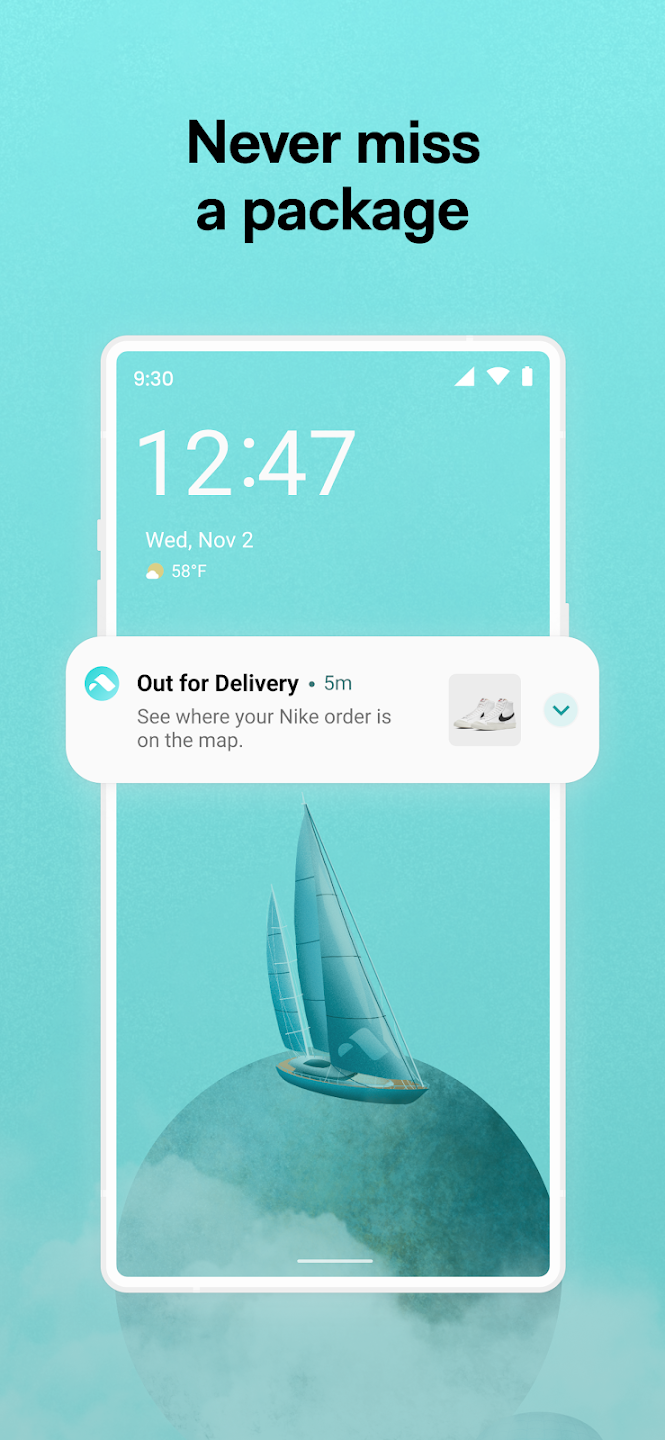 Never miss
a package
9:30
12:47
Wed, Nov 2
58°F
Out for Delivery • 5m
See where your Nike order is
on the map.